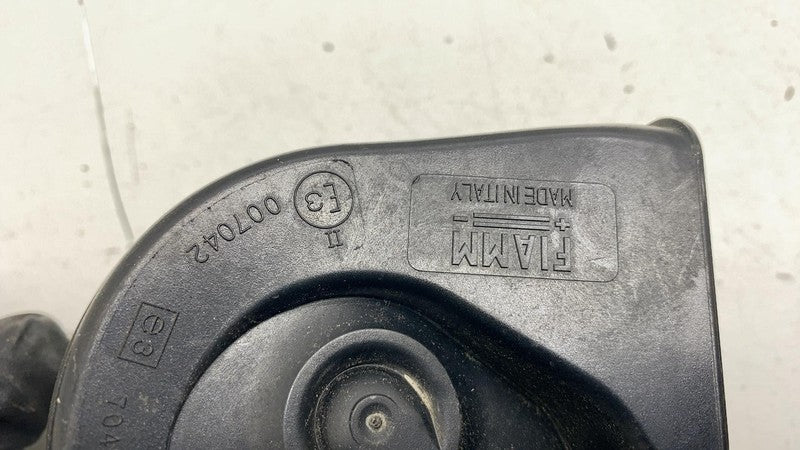 FIAMM
+ -
MADE IN ITALY
II
E3
007042
e3
704